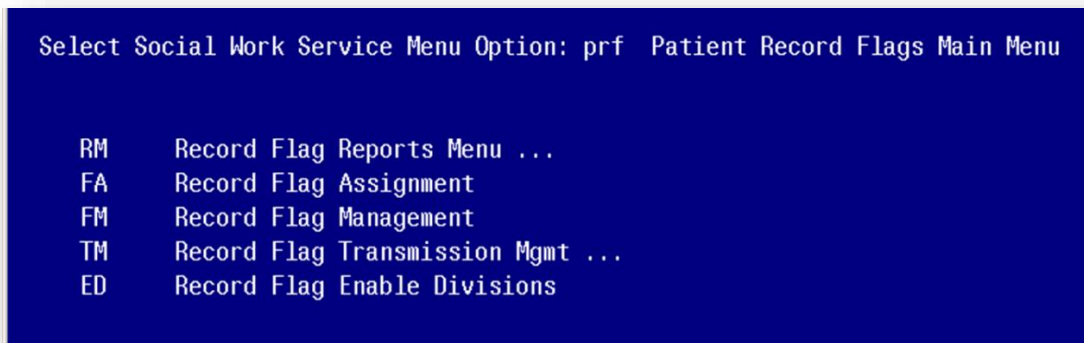 Select Social Work Service Menu Option: prf  Patient Record Flags Main Menu
RM     Record Flag Reports Menu ...
FA     Record Flag Assignment
FM     Record Flag Management
TM     Record Flag Transmission Mgmt ...
ED     Record Flag Enable Divisions